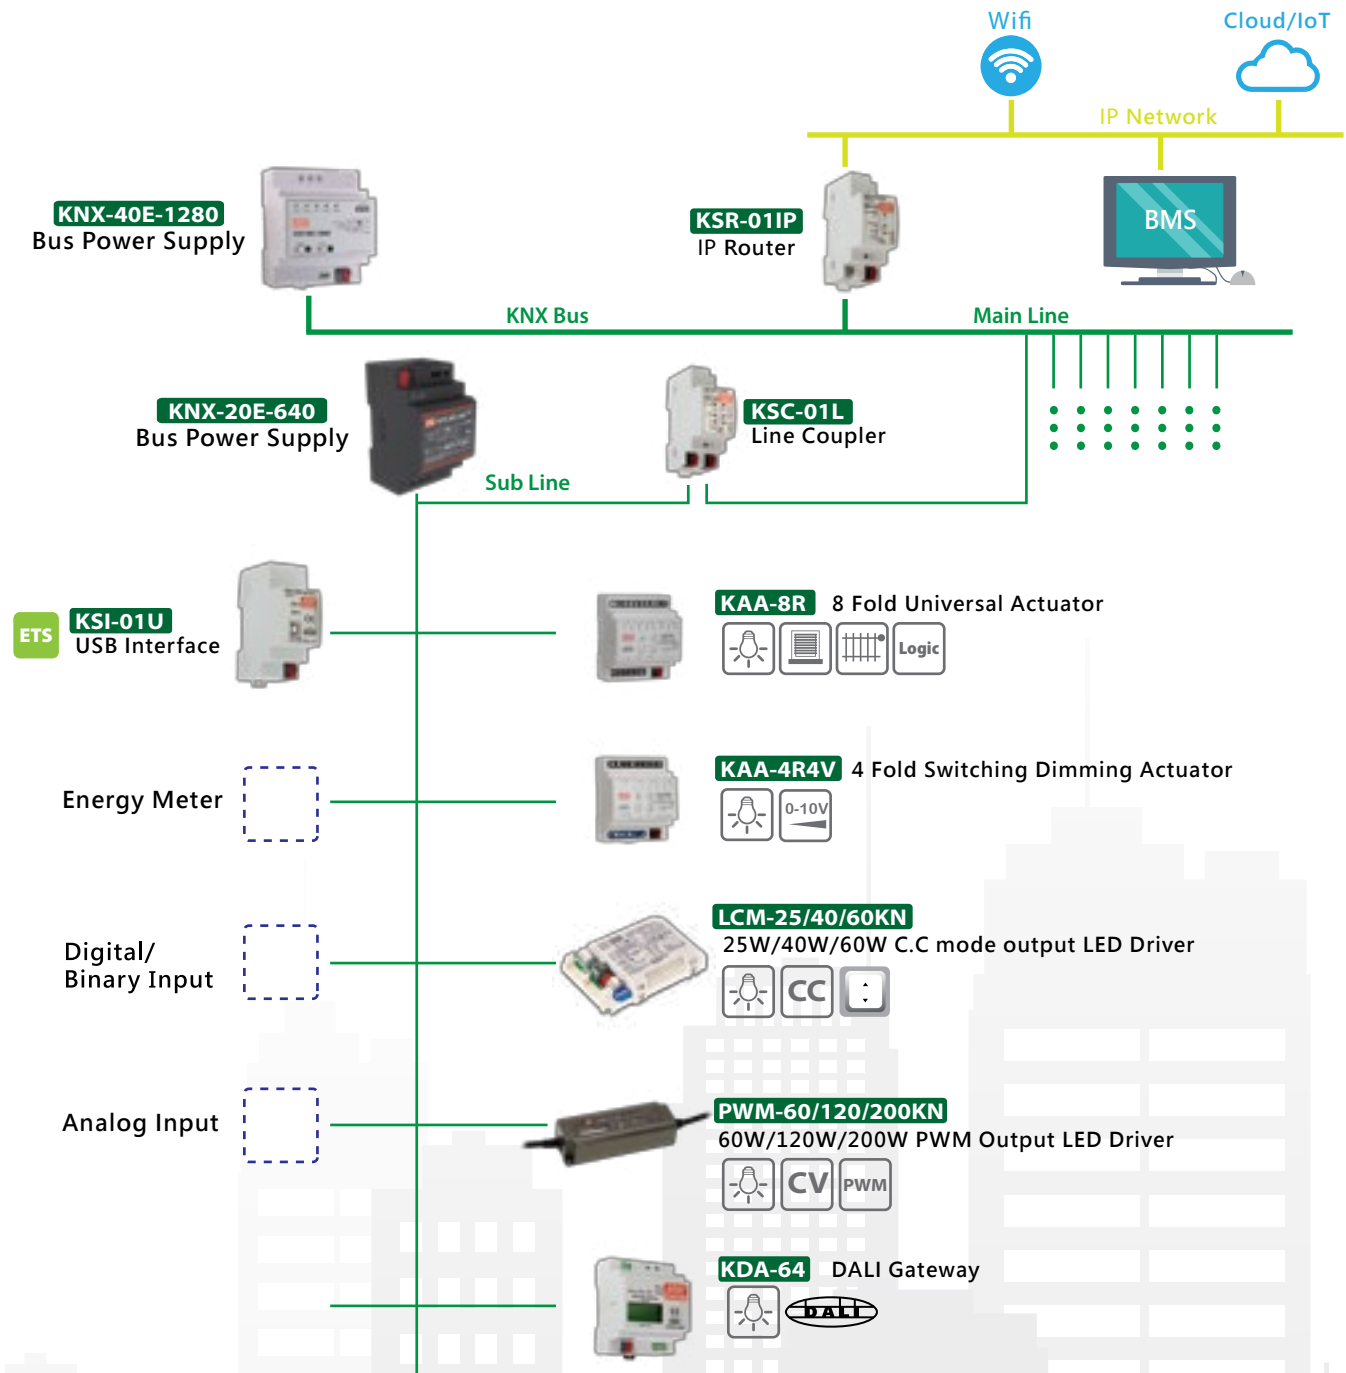 Wifi
Cloud/IoT
IP Network
KNX-40E-1280
Bus Power Supply
KSR-01IP
IP Router
BMS
KNX Bus
Main Line
KNX-20E-640
Bus Power Supply
KSC-01L
Line Coupler
Sub Line
ETS
KSI-01U
USB Interface
KAA-8R 8 Fold Universal Actuator
Logic
Energy Meter
KAA-4R4V 4 Fold Switching Dimming Actuator
0-10V
Digital/
Binary Input
LCM-25/40/60KN
25W/40W/60W C.C mode output LED Driver
CC
Analog Input
PWM-60/120/200KN
60W/120W/200W PWM Output LED Driver
CV
PWM
KDA-64 DALI Gateway
DALI